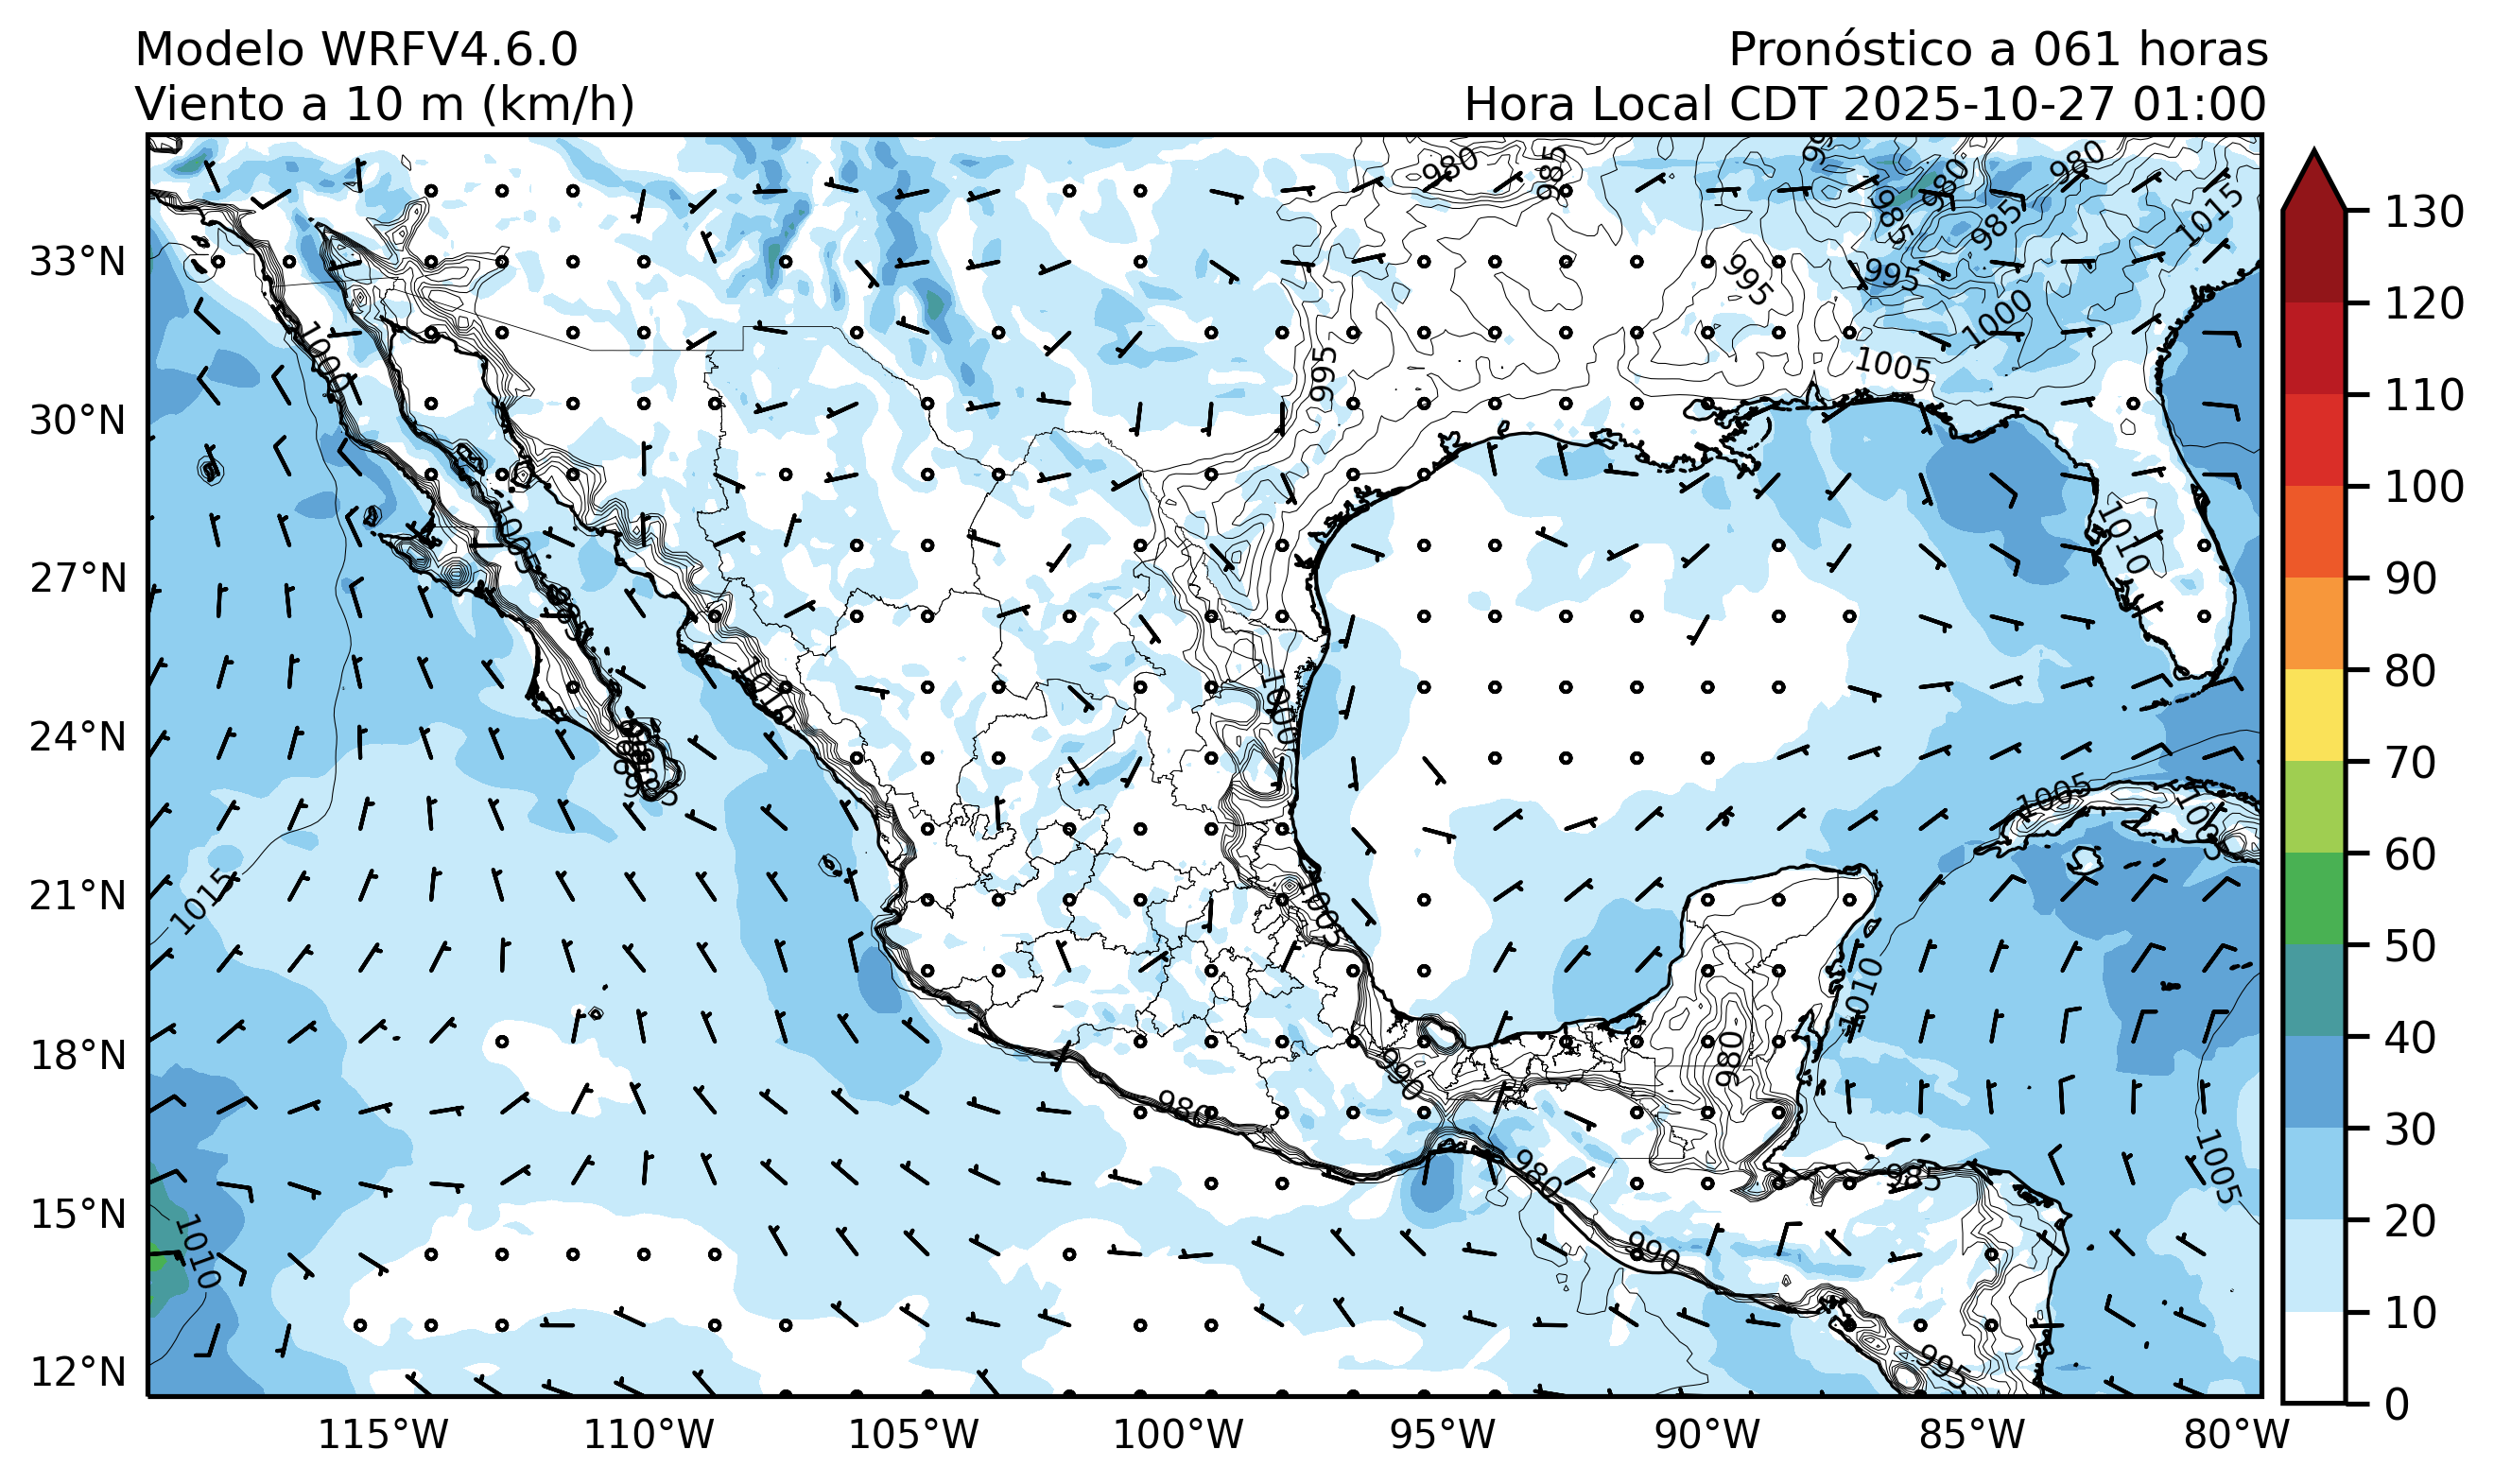 Modelo WRFV4.6.0
Viento a 10 m (km/h)
Pronóstico a 061 horas
Hora Local CDT 2025-10-27 01:00
33°N
30°N
27°N
24°N
21°N
18°N
15°N
12°N
115°W
110°W
105°W
100°W
95°W
90°W
85°W
80°W
130
120
110
100
90
80
70
60
50
40
30
20
10
0
980
985
980
980
985
985
1015
995
995
1000
1005
995
1000
1005
1010
1010
1000
1005
1015
1005
1010
980
990
980
980
985
1005
990
995
1010